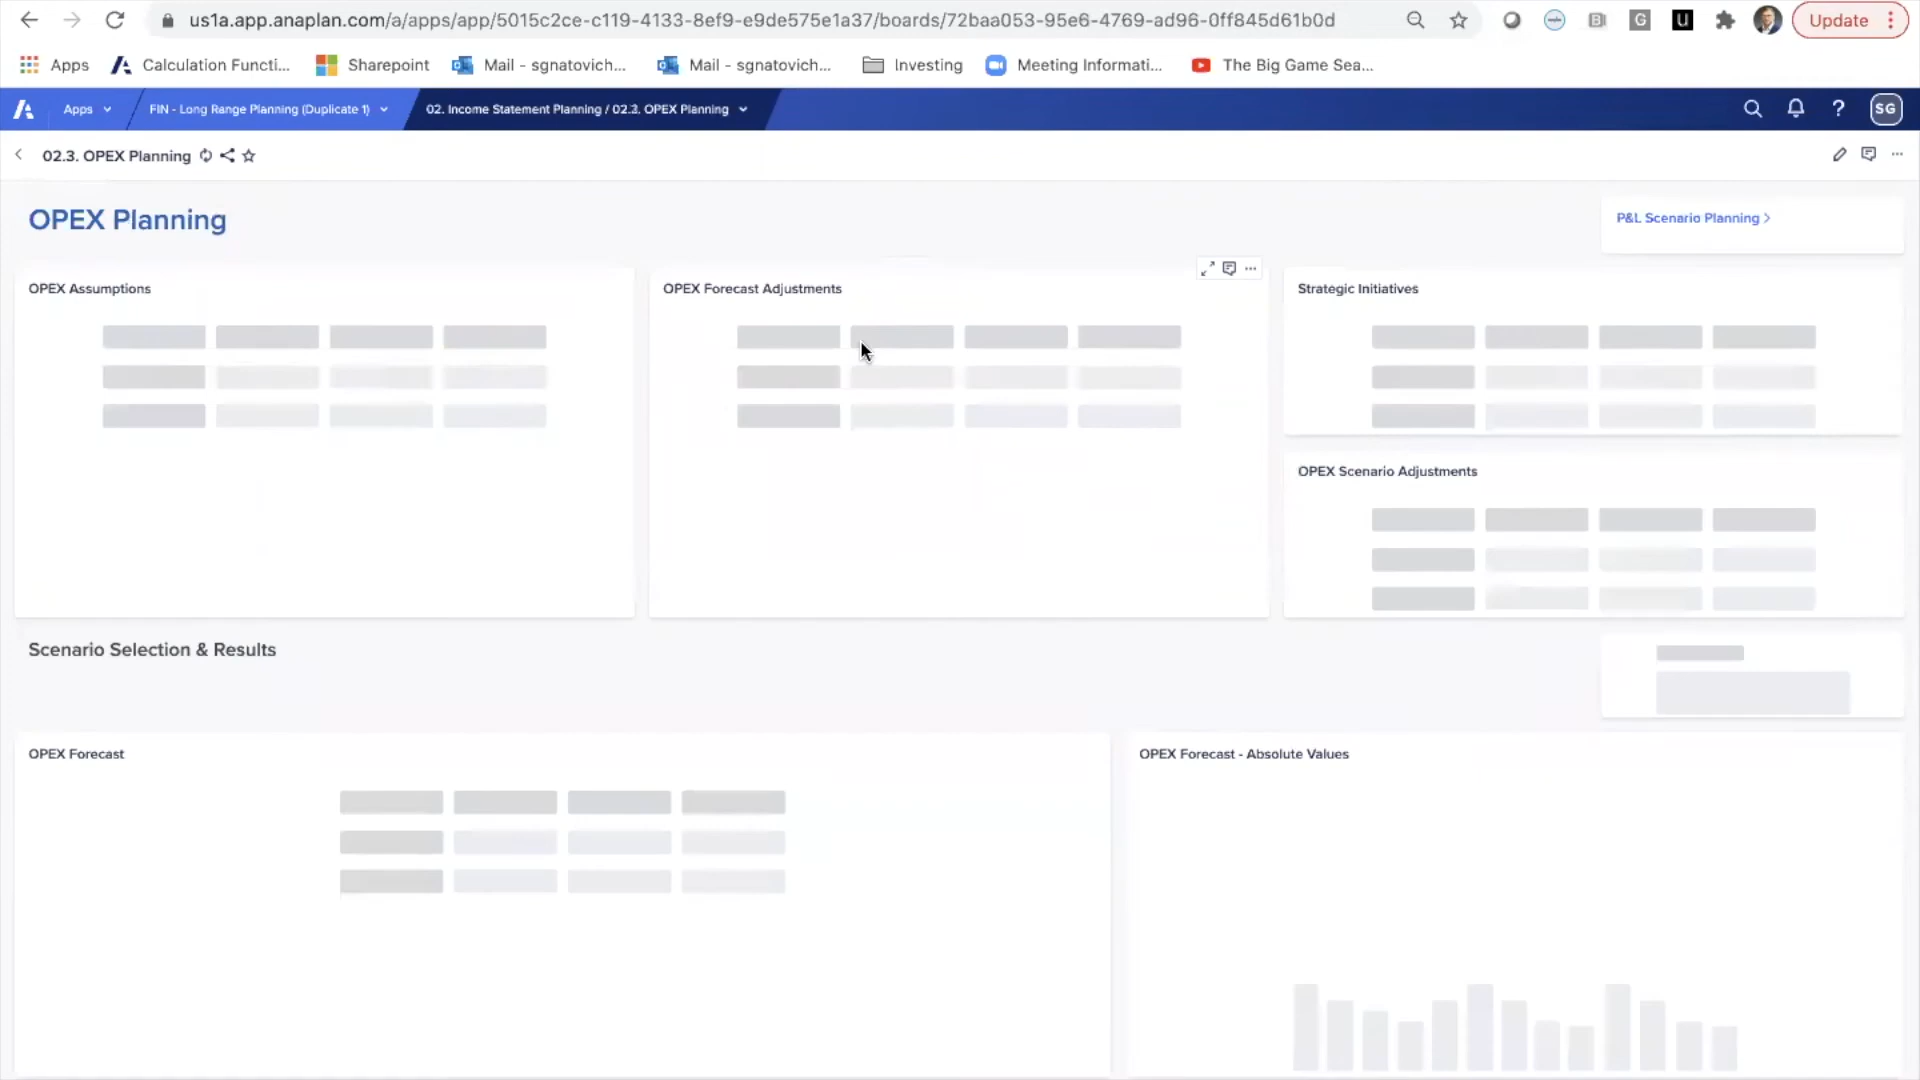 us1a.app.anaplan.com/a/apps/app/5015c2ce-c119-4133-8ef9-e9de575e1a37/boards/72baa053-95e6-4769-ad96-0ff845d61b0d
Update
Apps
Calculation Functi...
Sharepoint
Mail - sgnatovich...
Mail - sgnatovich...
Investing
Meeting Informati...
The Big Game Sea...
Apps
FIN - Long Range Planning (Duplicate 1)
02. Income Statement Planning / 02.3. OPEX Planning
SG
02.3. OPEX Planning
OPEX Planning
P&L Scenario Planning
OPEX Assumptions
OPEX Forecast Adjustments
Strategic Initiatives
OPEX Scenario Adjustments
Scenario Selection & Results
OPEX Forecast
OPEX Forecast - Absolute Values